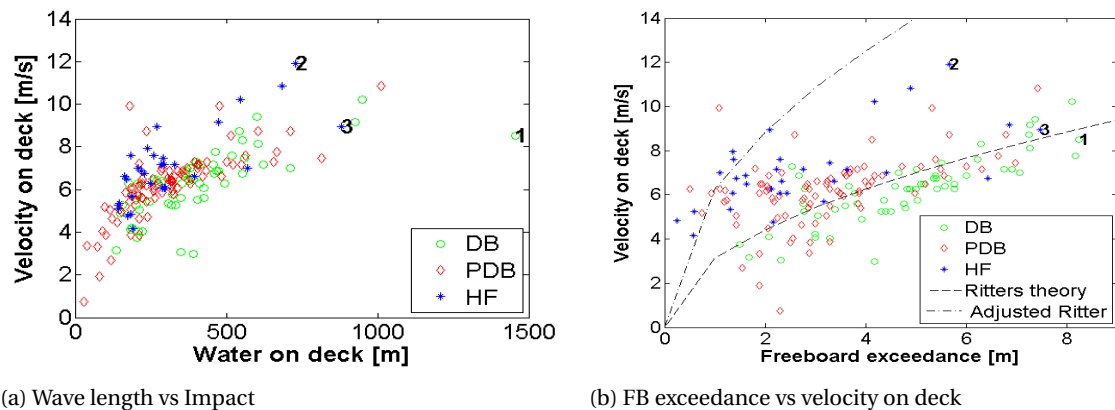 14
12
10
8
6
4
2
0
0
500
1000
1500
Velocity on deck [m/s]
Water on deck [m]
2
3
1
DB
PDB
HF
(a) Wave length vs Impact
14
12
10
8
6
4
2
0
0
2
4
6
8
Velocity on deck [m/s]
Freeboard exceedance [m]
2
3
1
DB
PDB
HF
Ritters theory
Adjusted Ritter
(b) FB exceedance vs velocity on deck